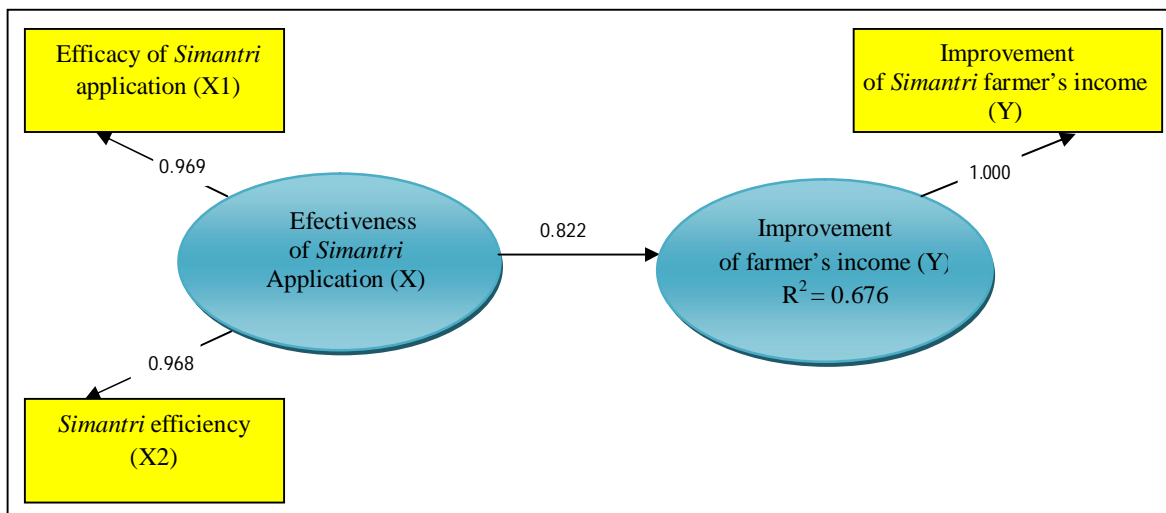 Efficacy of Simantri
application (X1)
Improvement
of Simantri farmer's income
(Y)
0.969
1.000
Efectiveness
of Simantri
Application (X)
0.822
Improvement
of farmer's income (Y)
R² = 0.676
0.968
Simantri efficiency
(X2)